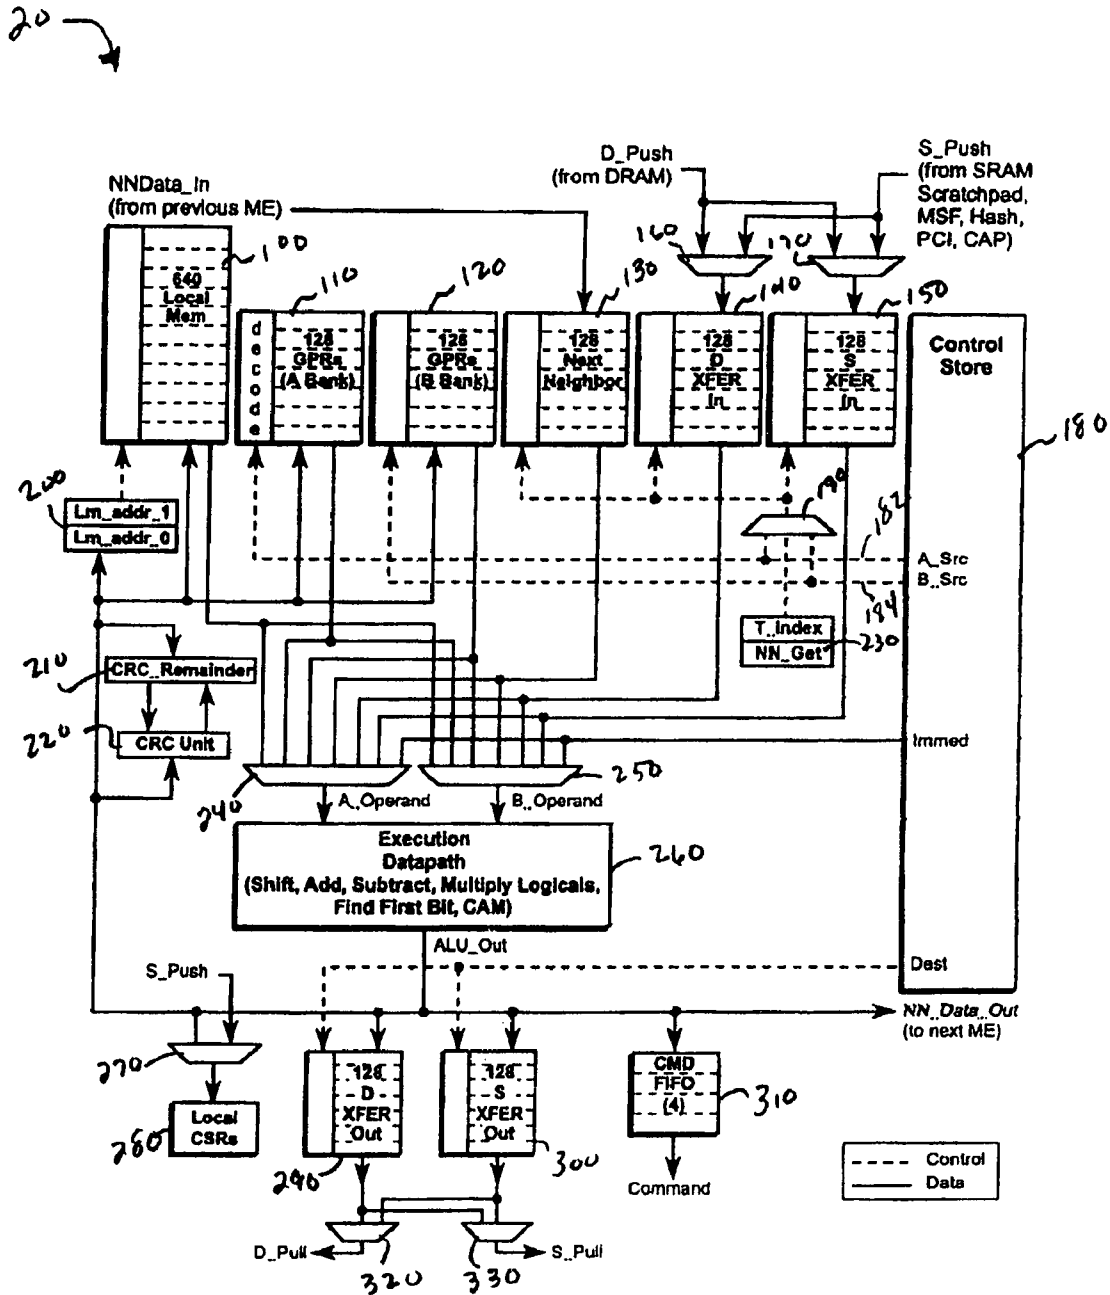 20
D_Push
(from DRAM)
S_Push
(from SRAM
Scratchpad,
MSF, Hash,
PCI, CAP)
NNData_In
(from previous ME)
100
110
120
130
160
170
140
150
640
Local
Mem
decode
128
GPRs
(A Bank)
128
GPRs
(B Bank)
128
Next
Neighbor
128
D
XFER
In
128
S
XFER
In
Control
Store
180
200
Lm_addr_1
Lm_addr_0
190
182
A_Src
B_Src
184
T_Index
NN_Get
230
210
CRC_Remainder
220
CRC Unit
Immed
240
250
A_Operand
B_Operand
Execution
Datapath
(Shift, Add, Subtract, Multiply Logicals,
Find First Bit, CAM)
260
ALU_Out
S_Push
Dest
NN_Data_Out
(to next ME)
270
280
Local
CSRs
128
D
XFER
Out
290
128
S
XFER
Out
300
CMD
FIFO
(4)
310
Command
Control
Data
D_Pull
320
330
S_Pull